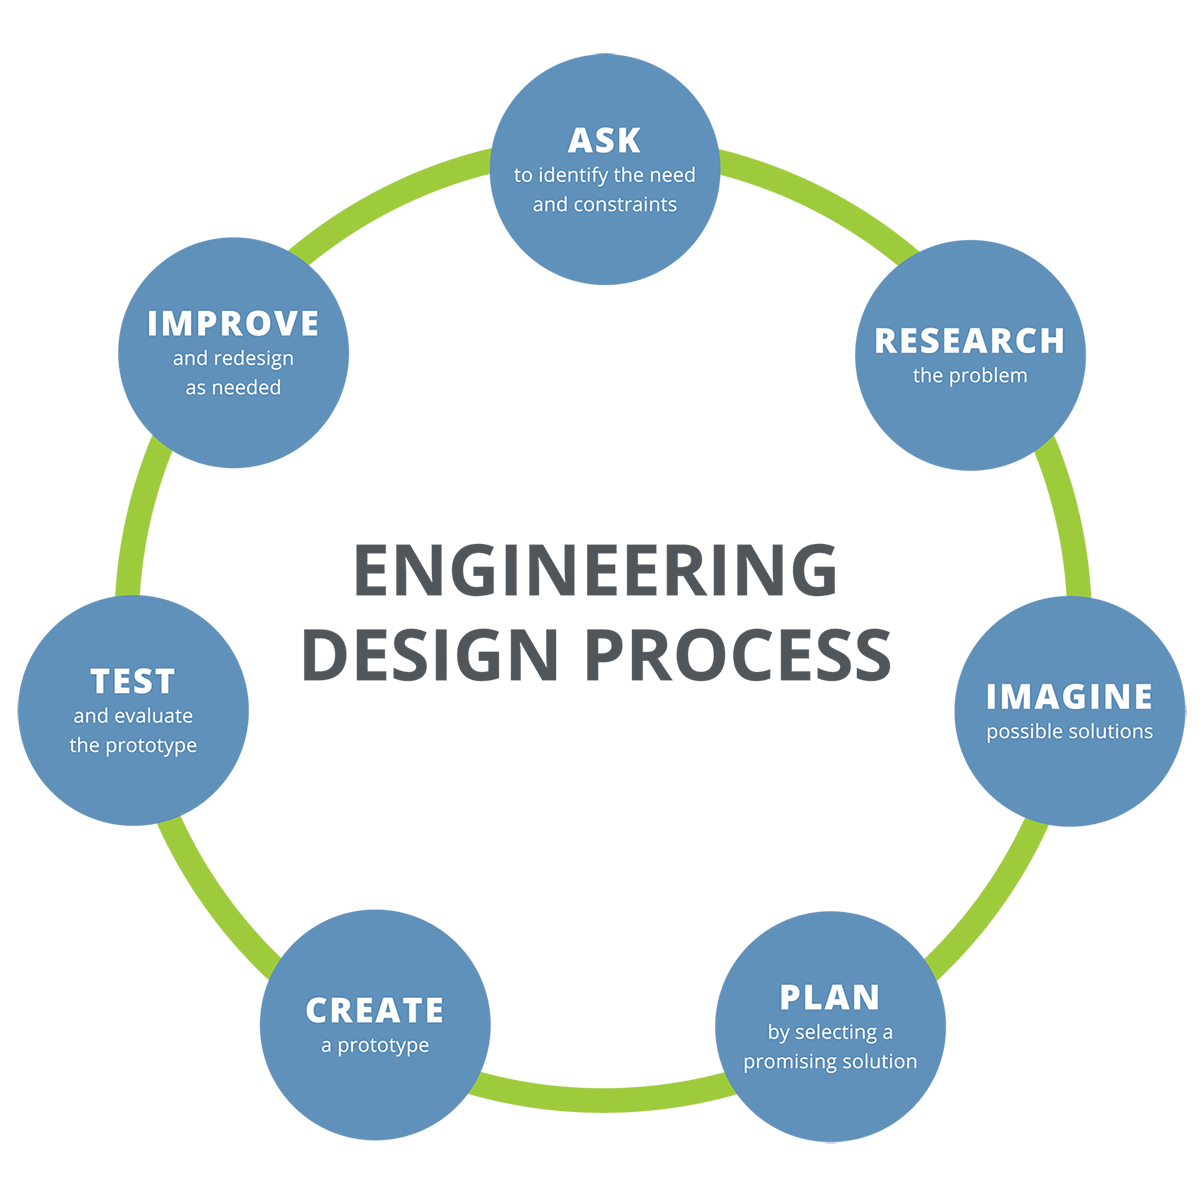 ASK
to identify the need
and constraints
RESEARCH
the problem
IMAGINE
possible solutions
PLAN
by selecting a
promising solution
CREATE
a prototype
TEST
and evaluate
the prototype
IMPROVE
and redesign
as needed
ENGINEERING
DESIGN PROCESS